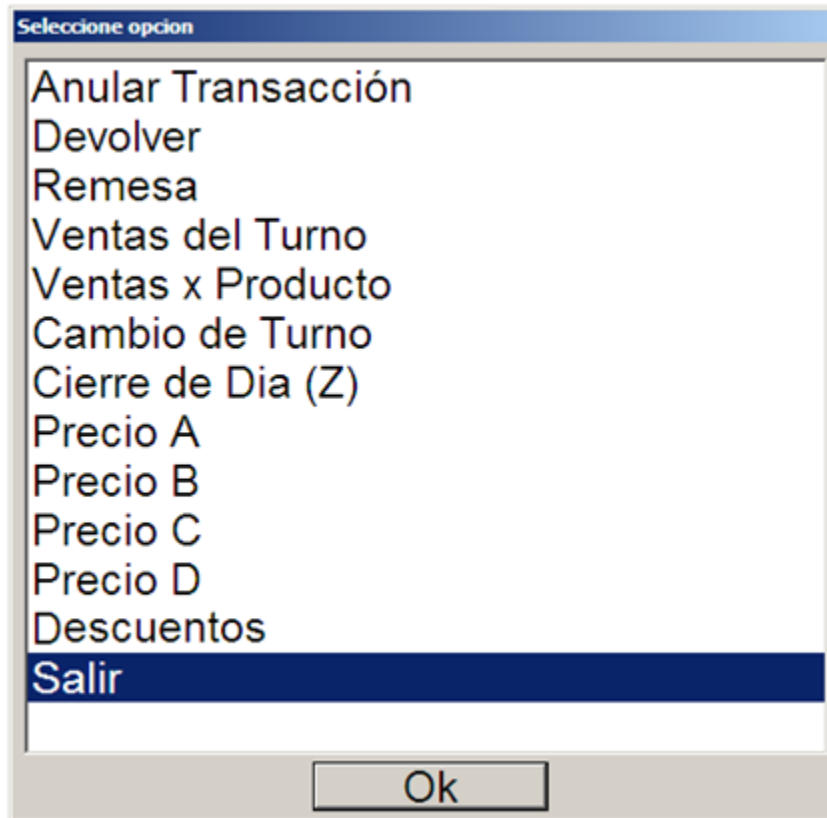 Seleccione opcion
Anular Transacción
Devolver
Remesa
Ventas del Turno
Ventas x Producto
Cambio de Turno
Cierre de Dia (Z)
Precio A
Precio B
Precio C
Precio D
Descuentos
Salir
Ok